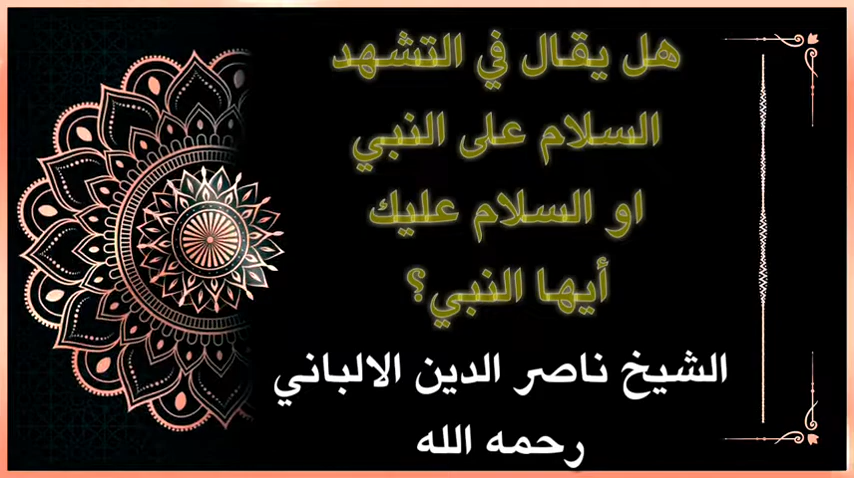 هل يقال في التشهد
السلام على النبي
او السلام عليك
أيها النبي؟
الشيخ ناصر الدين الالباني
رحمه الله